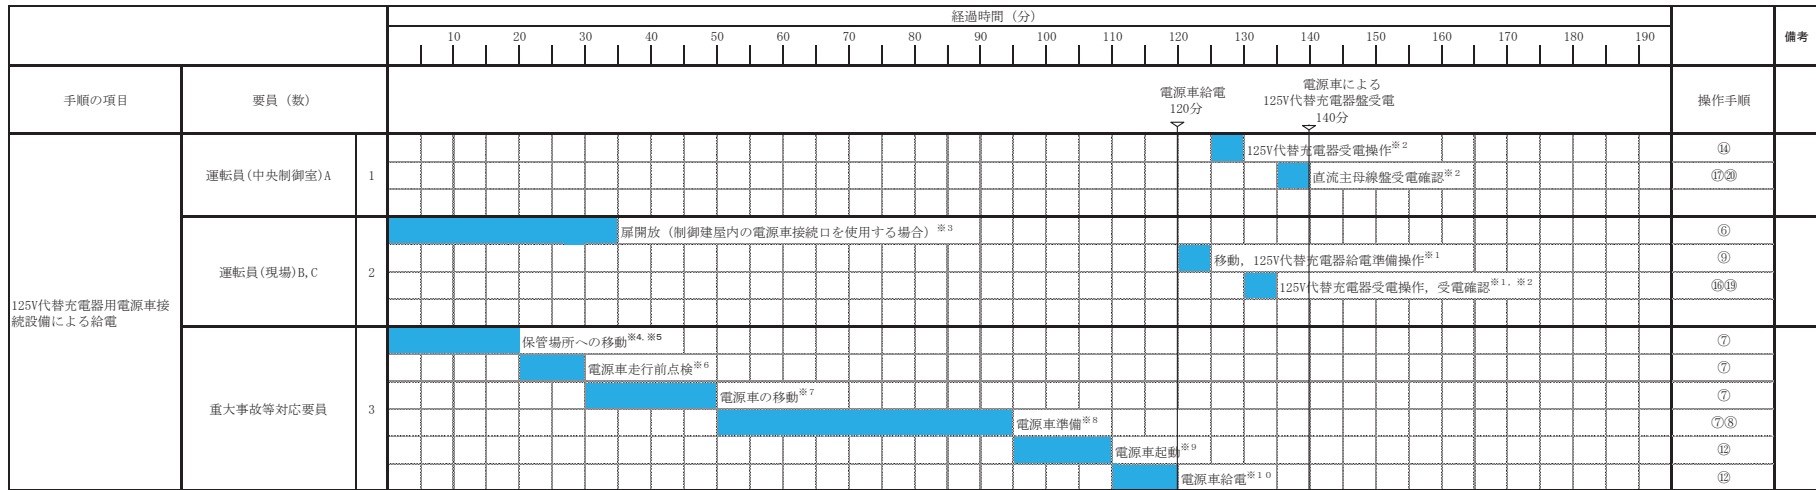 経過時間（分）
備考
10 20 30 40 50 60 70 80 90 100 110 120 130 140 150 160 170 180 190
手順の項目
要員（数）
電源車給電
120分
電源車による
125V代替充電器盤受電
140分
操作手順
125V代替充電器用電源車接
続設備による給電
運転員(中央制御室)A
1
125V代替充電器受電操作※2
⑭
直流主母線盤受電確認※2
⑰⑳
運転員(現場)B,C
2
扉開放（制御建屋内の電源車接続口を使用する場合）※3
⑥
移動，125V代替充電器給電準備操作※1
⑨
125V代替充電器受電操作，受電確認※1，※2
⑯⑲
重大事故等対応要員
3
保管場所への移動※4，※5
⑦
電源車走行前点検※6
⑦
電源車の移動※7
⑦
電源車準備※8
⑦⑧
電源車起動※9
⑫
電源車給電※10
⑫